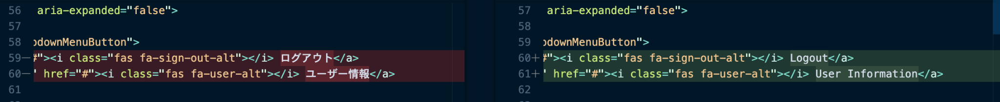 56 aria-expanded="false">
57
58 odownMenuButton">
59— #"><i class="fas fa-sign-out-alt"></i> ログアウト</a>
60— " href="#"><i class="fas fa-user-alt"></i> ユーザー情報</a>
61
57 aria-expanded="false">
58
59 odownMenuButton">
60+ #"><i class="fas fa-sign-out-alt"></i> Logout</a>
61+ " href="#"><i class="fas fa-user-alt"></i> User Information</a>
62